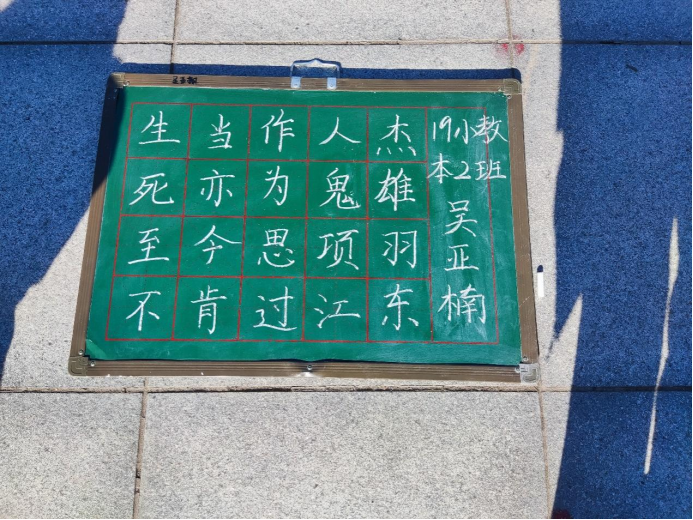 生当作人杰
死亦为鬼雄
至今思项羽
不肯过江东
19小教
本2班
吴亚楠